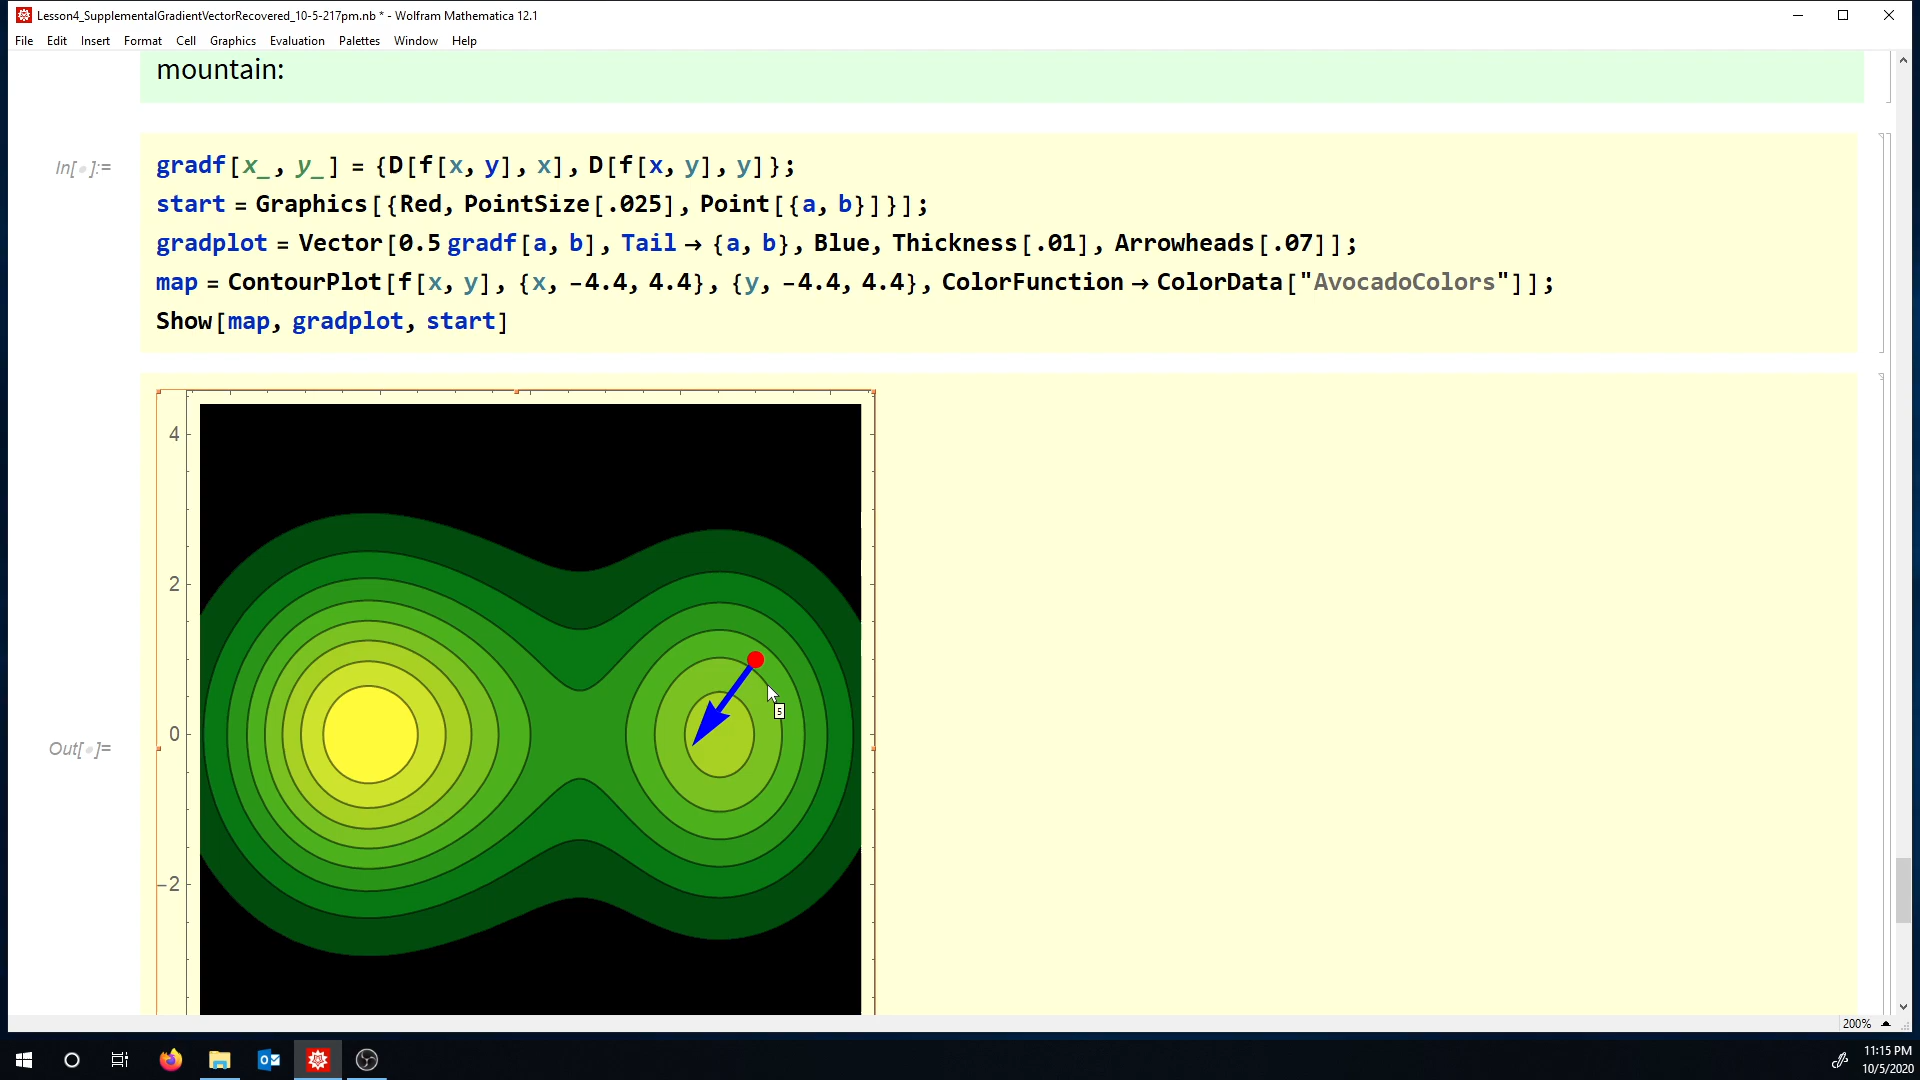 Lesson4_SupplementalGradientVectorRecovered_10-5-217pm.nb * - Wolfram Mathematica 12.1
File Edit Insert Format Cell Graphics Evaluation Palettes Window Help
mountain:
In[•]:=
gradf[x_, y_] = {D[f[x, y], x], D[f[x, y], y]};
start = Graphics[{Red, PointSize[.025], Point[{a, b}]}];
gradplot = Vector[0.5 gradf[a, b], Tail → {a, b}, Blue, Thickness[.01], Arrowheads[.07]];
map = ContourPlot[f[x, y], {x, -4.4, 4.4}, {y, -4.4, 4.4}, ColorFunction → ColorData["AvocadoColors"]];
Show[map, gradplot, start]
4
2
5
Out[•]=
0
-2
200%
11:15 PM
10/5/2020